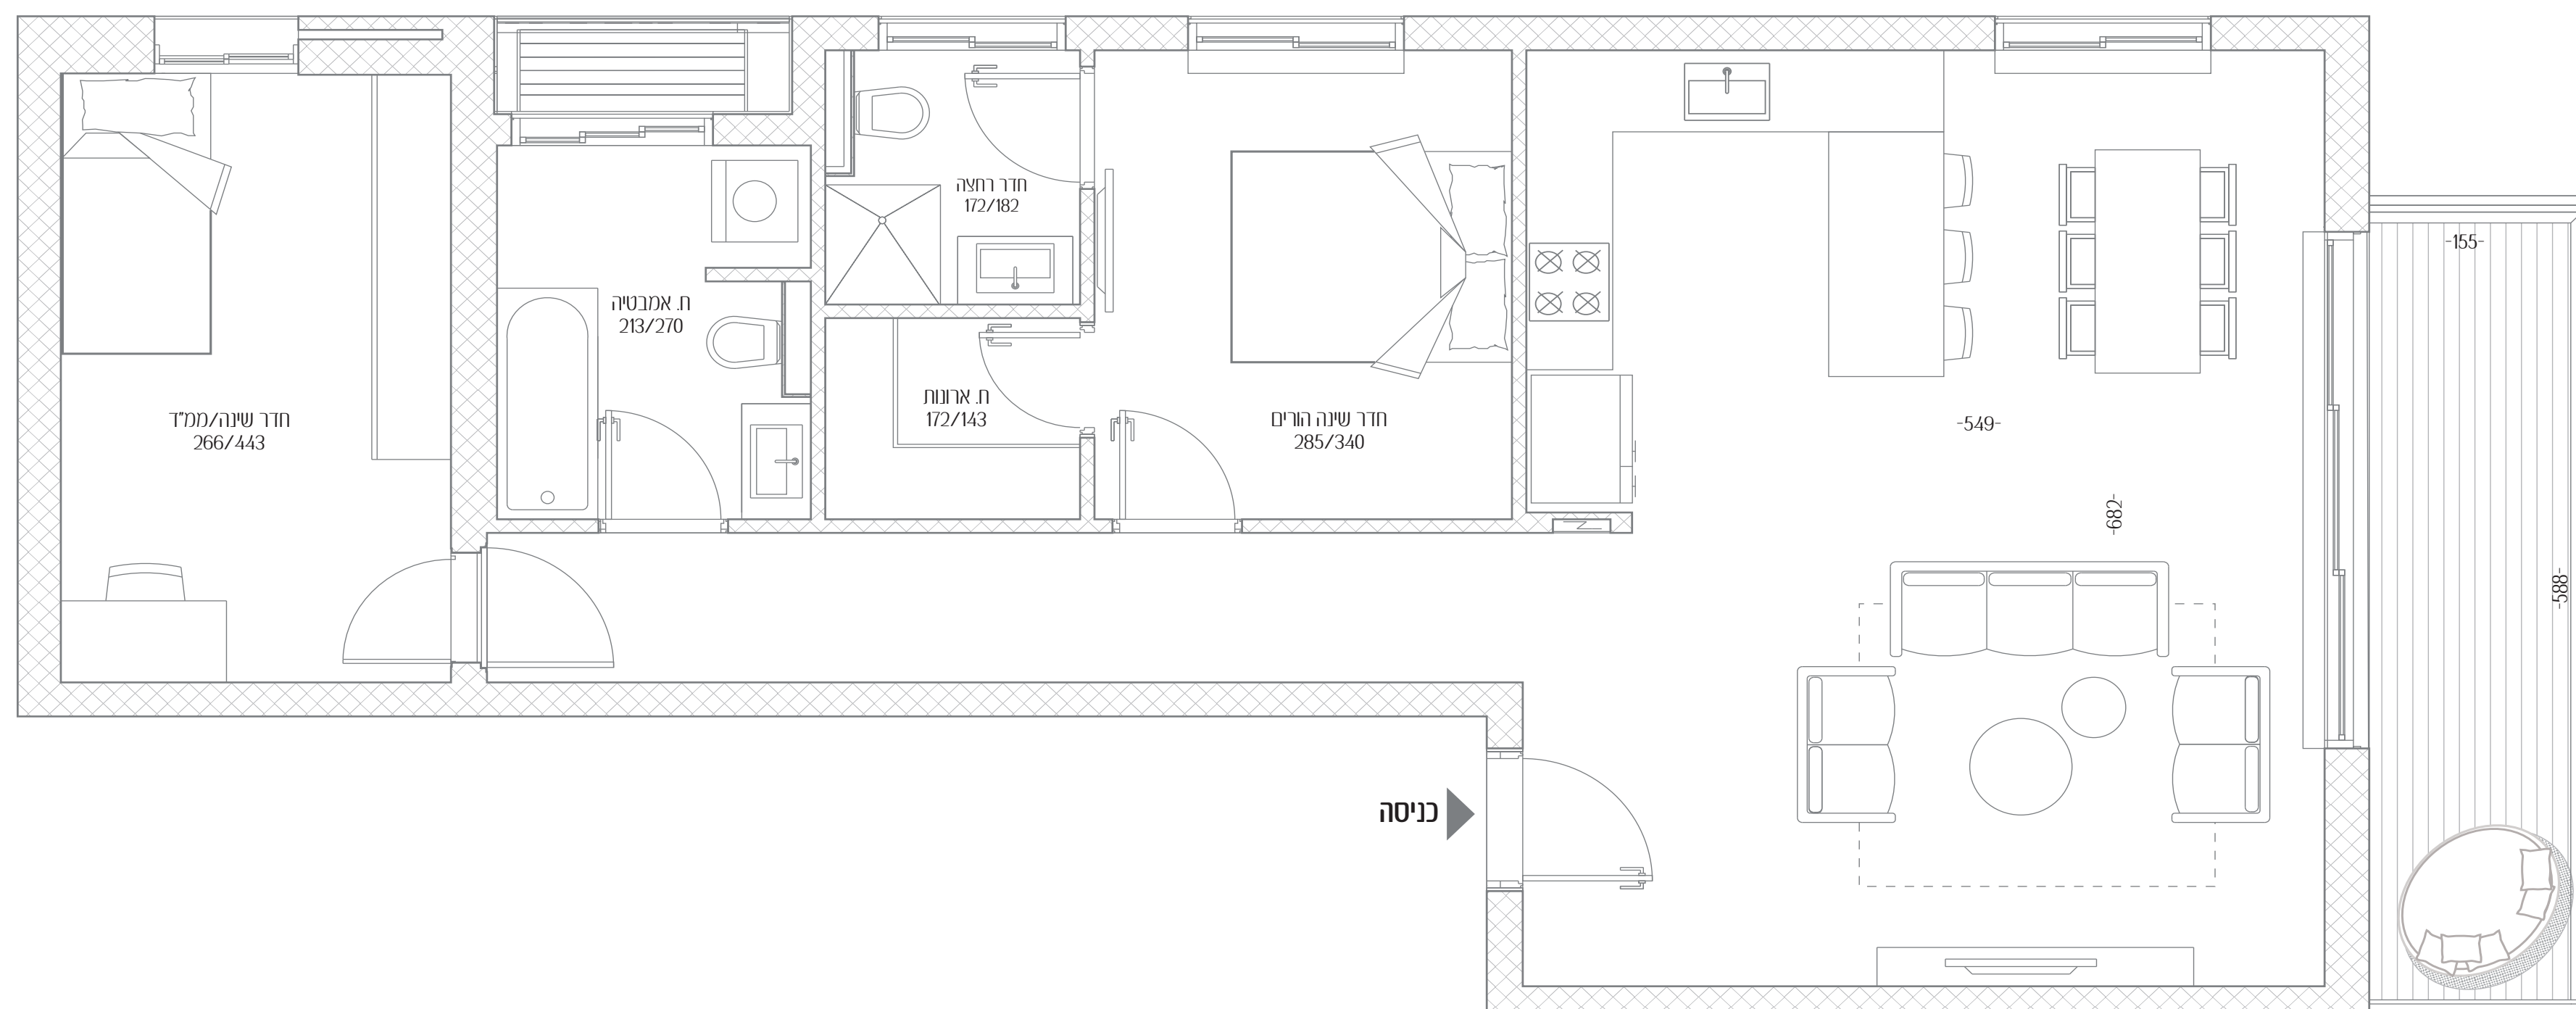 חדר רחצה
172/182
-155-
ח. אמבטיה
213/270
ח. ארונות
172/143
חדר שינה הורים
285/340
חדר שינה/ממ"ד
266/443
-549-
-682-
-588-
כניסה